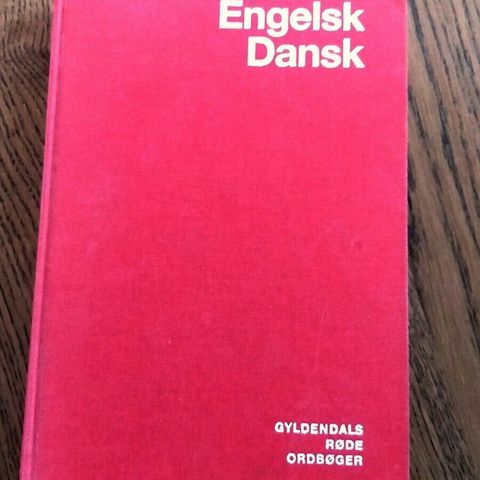 Engelsk
Dansk
GYLDENDALS
RØDE
ORDBØGER